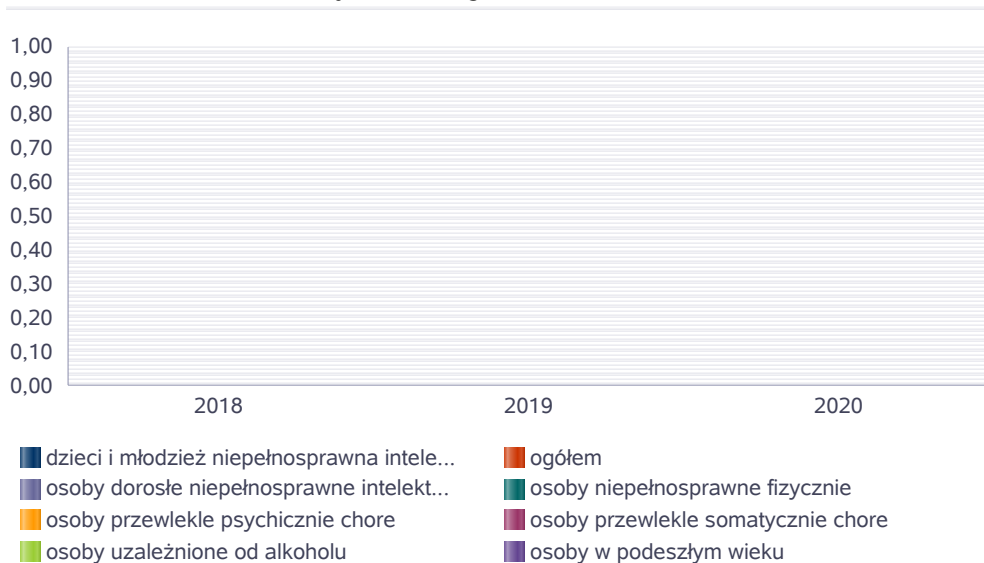 1,00
0,90
0,80
0,70
0,60
0,50
0,40
0,30
0,20
0,10
0,00
2018 2019 2020
dzieci i młodzież niepełnosprawna intele... ogółem
osoby dorosłe niepełnosprawne intelekt... osoby niepełnosprawne fizycznie
osoby przewlekle psychicznie chore osoby przewlekle somatycznie chore
osoby uzależnione od alkoholu osoby w podeszłym wieku